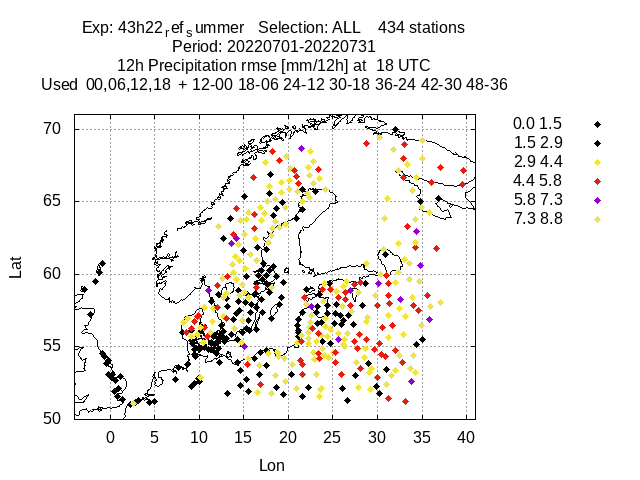 Exp: 43h22refsummer Selection: ALL 434 stations
Period: 20220701-20220731
12h Precipitation rmse [mm/12h] at 18 UTC
Used 00,06,12,18 + 12-00 18-06 24-12 30-18 36-24 42-30 48-36
70
65
60
55
50
Lat
0 5 10 15 20 25 30 35 40
Lon
0.0 1.5
1.5 2.9
2.9 4.4
4.4 5.8
5.8 7.3
7.3 8.8